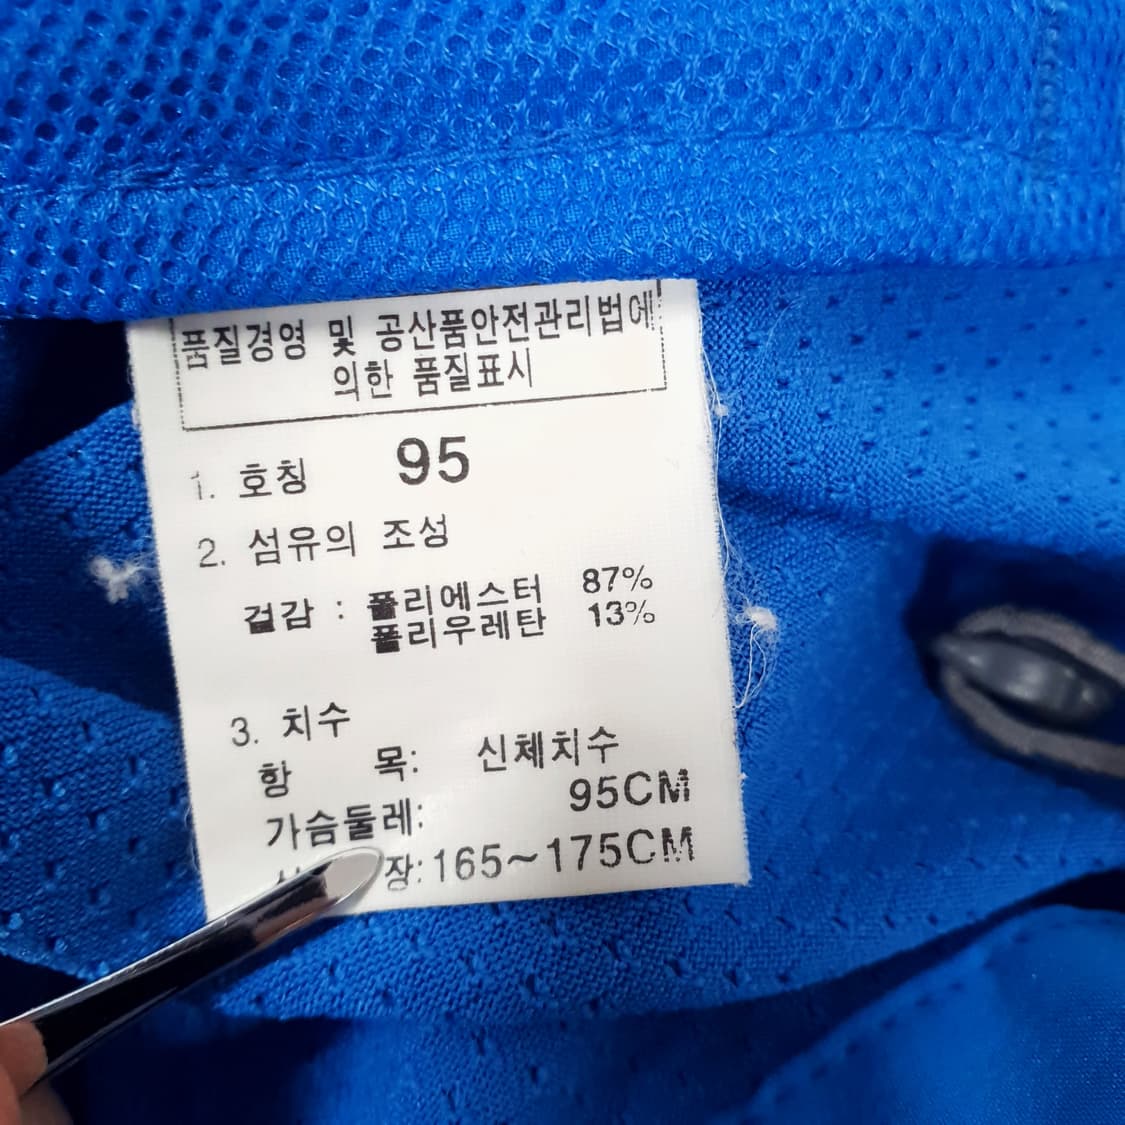 품질경영 및 공산품안전관리법에
의한 품질표시
1. 호칭 95
2. 섬유의 조성
겉감 : 폴리에스터 87%
폴리우레탄 13%
3. 치수
항 목: 신체치수
가슴둘레: 95CM
장: 165~175CM